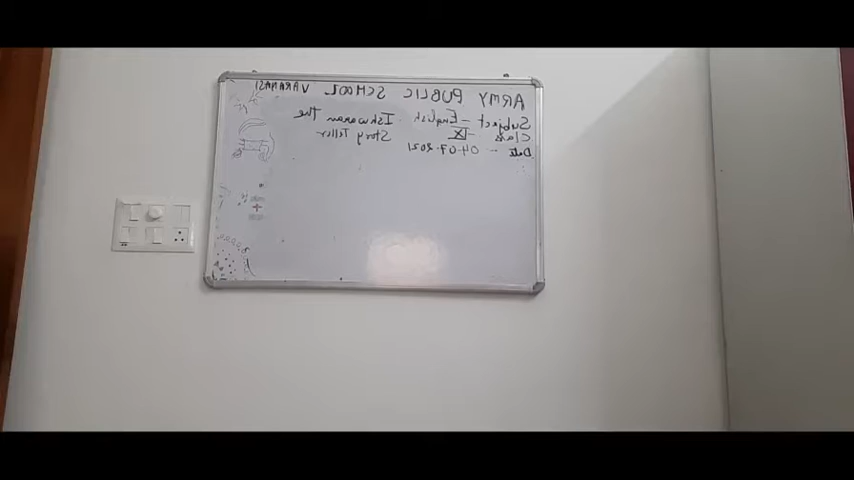 ARMY PUBLIC SCHOOL VARANASI
Subject - English . Ishwaran The
Class - IX Story Teller
Date - 04-07-2021